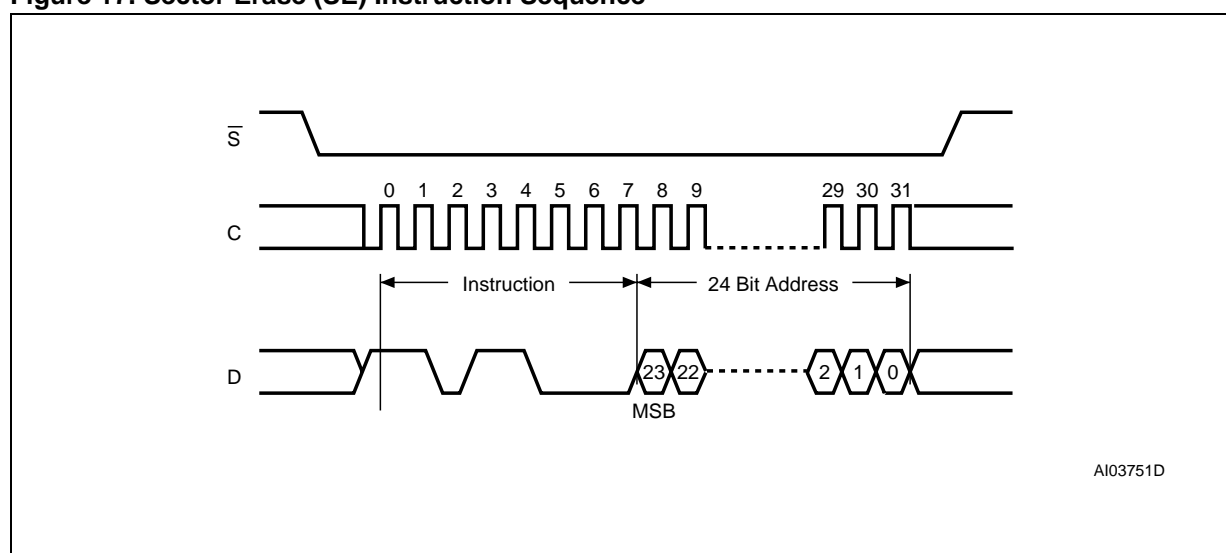 Figure 17. Sector Erase (SE) Instruction Sequence
S
0 1 2 3 4 5 6 7 8 9 29 30 31
C
Instruction 24 Bit Address
D 23 22 2 1 0
MSB
AI03751D